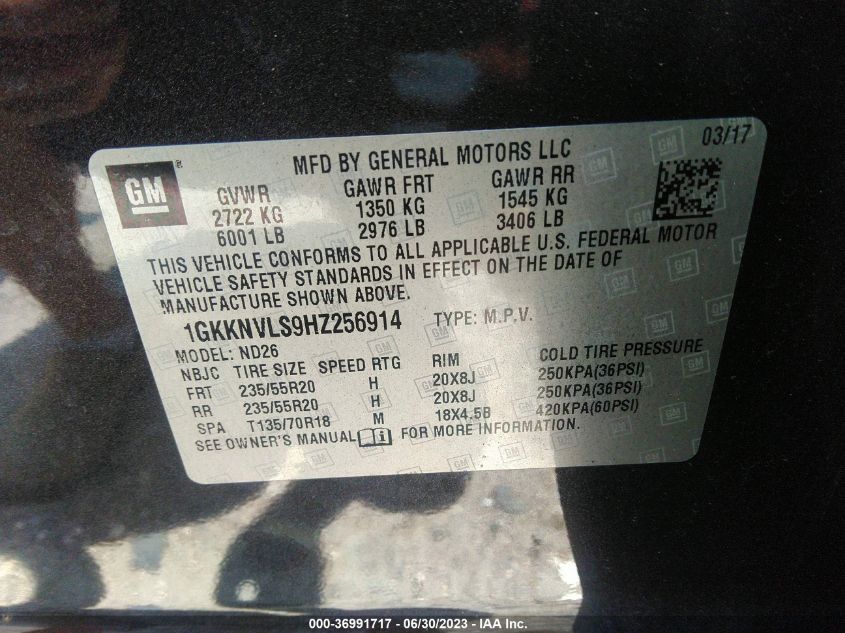 03/17
GM
MFD BY GENERAL MOTORS LLC
GVWR GAWR FRT GAWR RR
2722 KG 1350 KG 1545 KG
6001 LB 2976 LB 3406 LB
THIS VEHICLE CONFORMS TO ALL APPLICABLE U.S. FEDERAL MOTOR
VEHICLE SAFETY STANDARDS IN EFFECT ON THE DATE OF
MANUFACTURE SHOWN ABOVE.
1GKKNVLS9HZ256914 TYPE: M.P.V.
MODEL: ND26
NBJC TIRE SIZE SPEED RTG RIM COLD TIRE PRESSURE
FRT 235/55R20 H 20X8J 250KPA(36PSI)
RR 235/55R20 H 20X8J 250KPA(36PSI)
SPA T135/70R18 M 18X4.5B 420KPA(60PSI)
SEE OWNER'S MANUAL i FOR MORE INFORMATION.
000-36991717 - 06/30/2023 - IAA Inc.